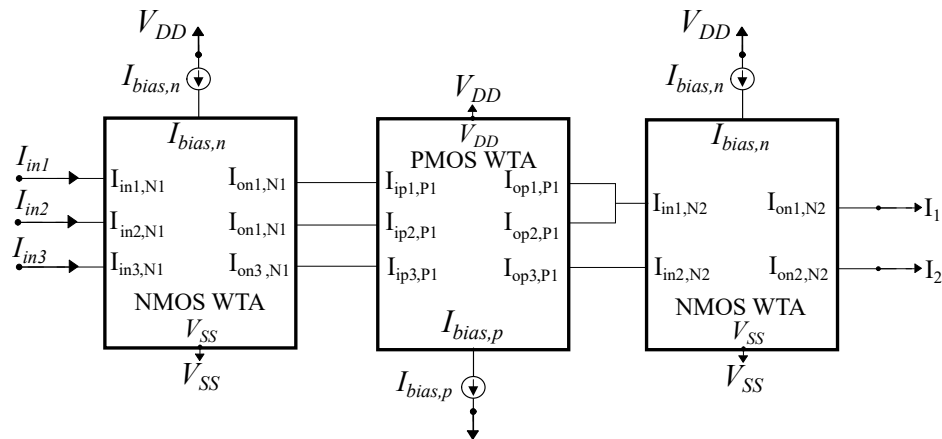 V_DD
I_bias,n
I_bias,n
I_in1
I_in2
I_in3
I_in1,N1
I_in2,N1
I_in3,N1
I_on1,N1
I_on1,N1
I_on3,N1
NMOS WTA
V_SS
V_SS
V_DD
V_DD
PMOS WTA
I_ip1,P1
I_ip2,P1
I_ip3,P1
I_op1,P1
I_op2,P1
I_op3,P1
I_bias,p
I_bias,p
V_DD
I_bias,n
I_bias,n
I_in1,N2
I_in2,N2
I_on1,N2
I_on2,N2
NMOS WTA
V_SS
V_SS
I_1
I_2